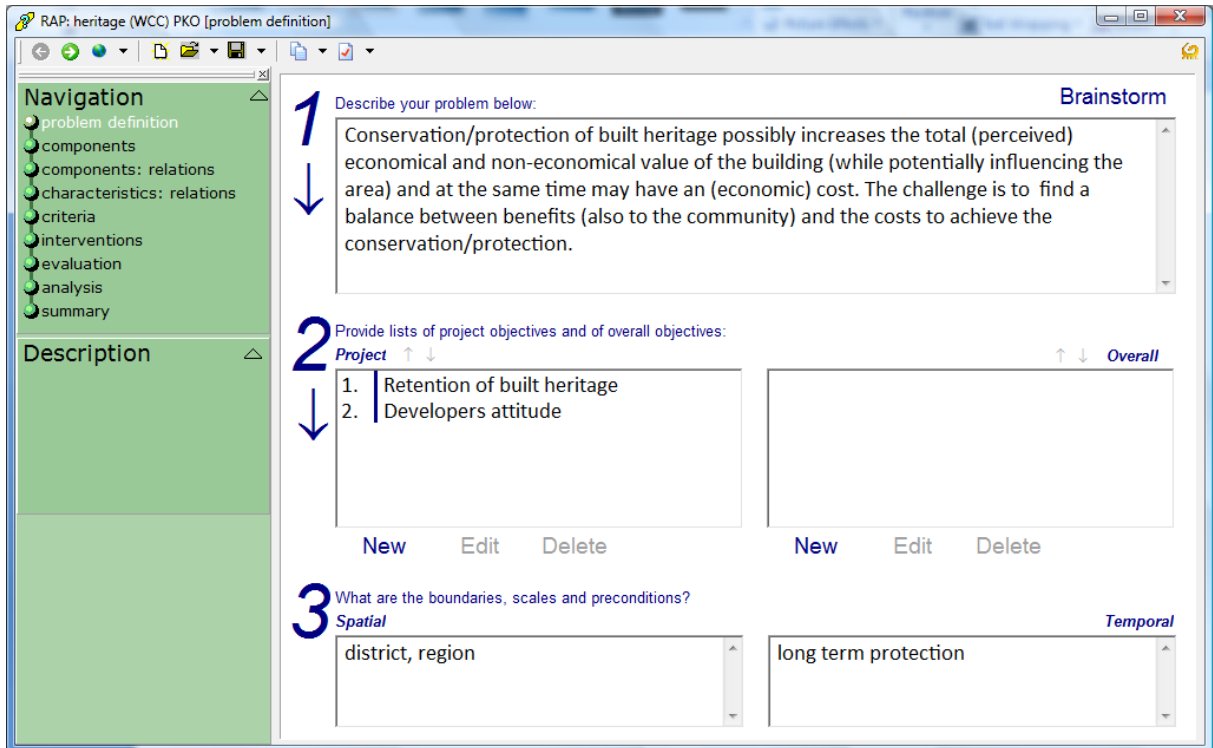 RAP: heritage (WCC) PKO [problem definition]
Navigation
problem definition
components
components: relations
characteristics: relations
criteria
interventions
evaluation
analysis
summary
Description
1
Describe your problem below:
Brainstorm
Conservation/protection of built heritage possibly increases the total (perceived)
economical and non-economical value of the building (while potentially influencing the
area) and at the same time may have an (economic) cost. The challenge is to find a
balance between benefits (also to the community) and the costs to achieve the
conservation/protection.
2
Provide lists of project objectives and of overall objectives:
Project ↑ ↓
↑ ↓ Overall
1. Retention of built heritage
2. Developers attitude
New Edit Delete
New Edit Delete
3
What are the boundaries, scales and preconditions?
Spatial
Temporal
district, region
long term protection